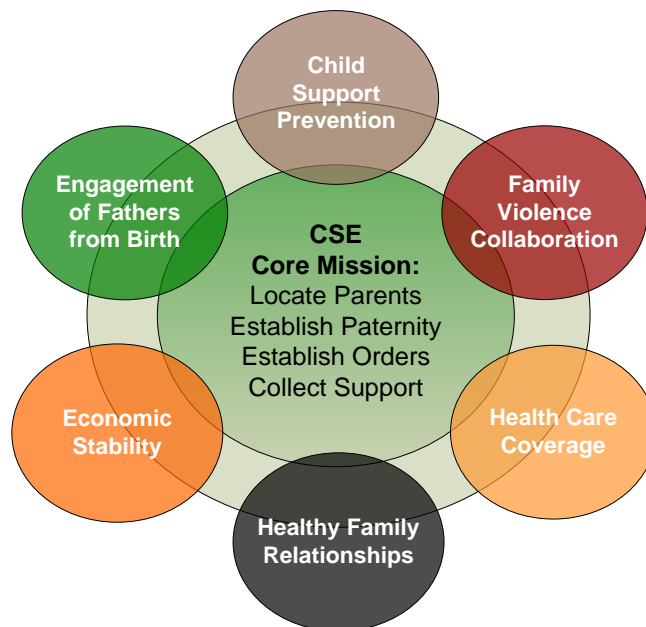 Child
Support
Prevention
Engagement
of Fathers
from Birth
Family
Violence
Collaboration
CSE
Core Mission:
Locate Parents
Establish Paternity
Establish Orders
Collect Support
Economic
Stability
Health Care
Coverage
Healthy Family
Relationships